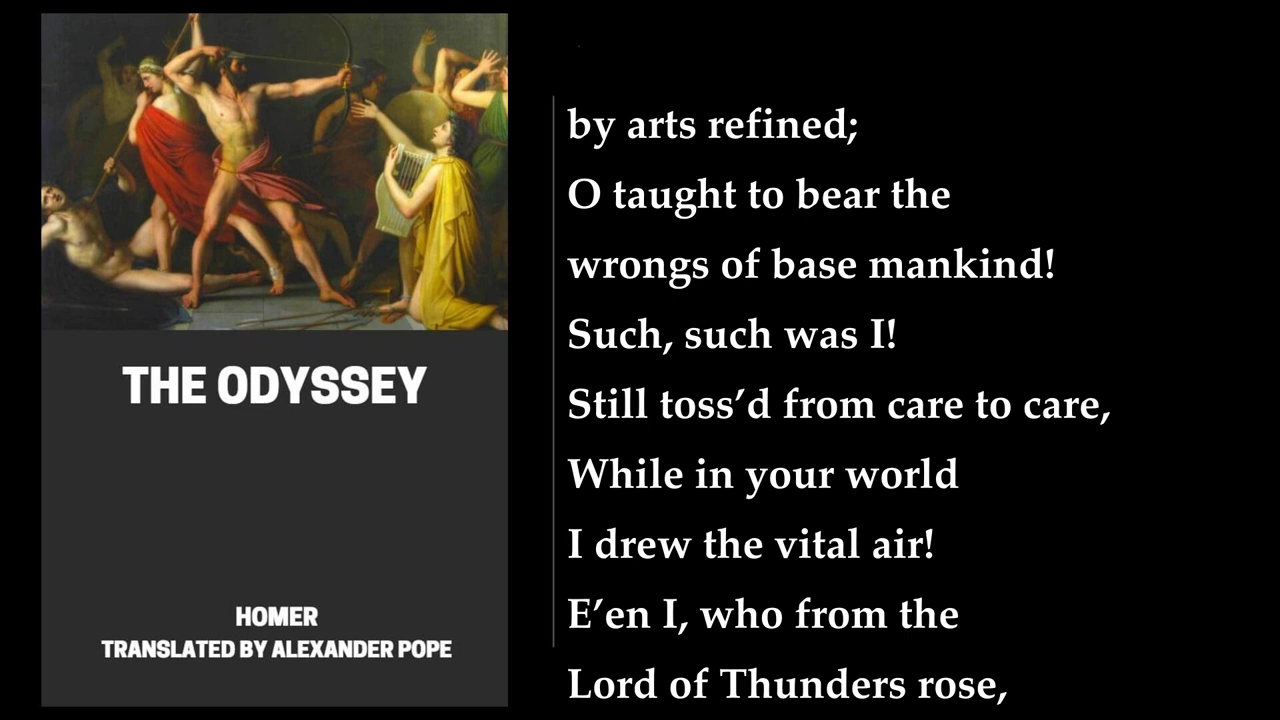 THE ODYSSEY
HOMER
TRANSLATED BY ALEXANDER POPE
by arts refined;
O taught to bear the
wrongs of base mankind!
Such, such was I!
Still toss’d from care to care,
While in your world
I drew the vital air!
E’en I, who from the
Lord of Thunders rose,